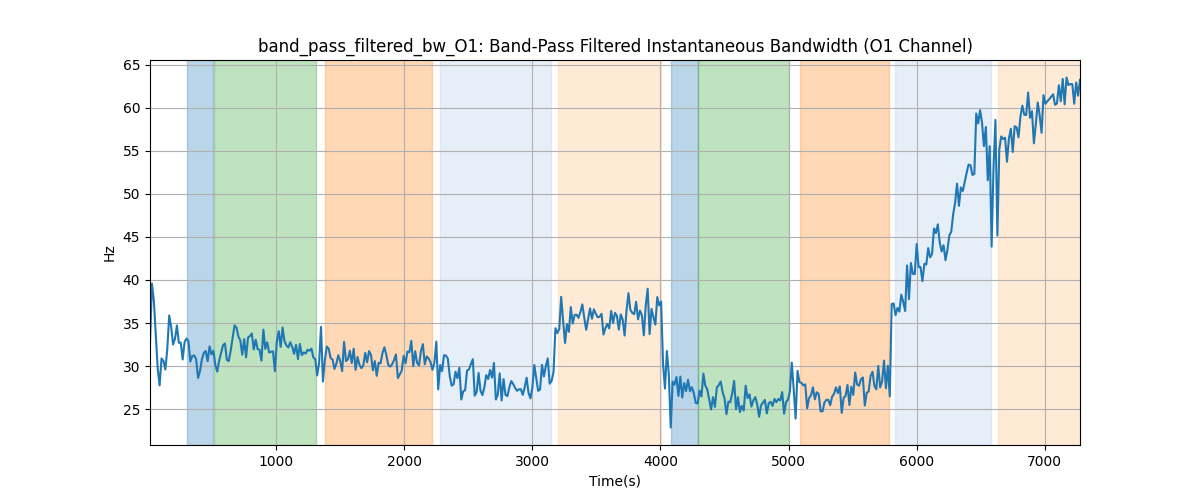 band_pass_filtered_bw_O1: Band-Pass Filtered Instantaneous Bandwidth (O1 Channel)
65
60
55
50
45
40
35
30
25
Hz
1000 2000 3000 4000 5000 6000 7000
Time(s)